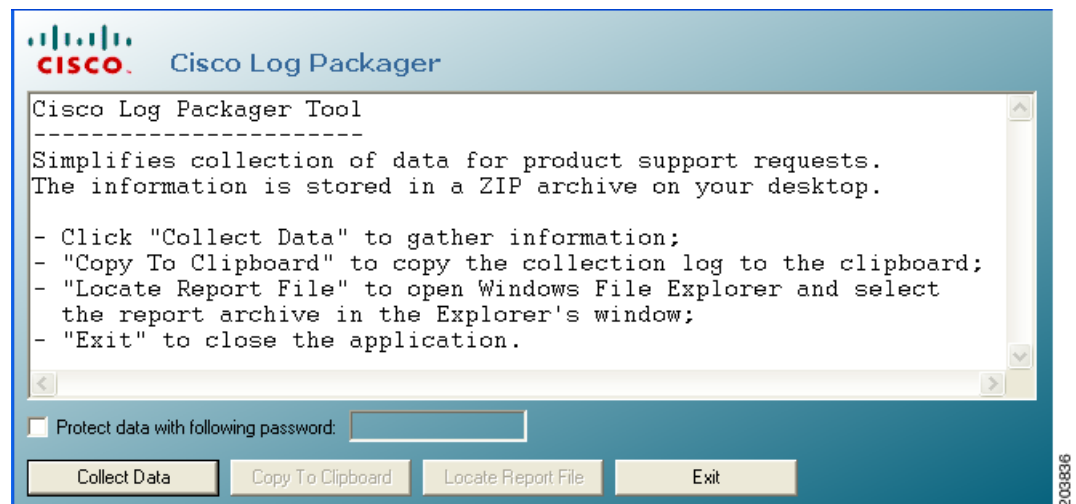 CISCO.
Cisco Log Packager
Cisco Log Packager Tool
-----------------------
Simplifies collection of data for product support requests.
The information is stored in a ZIP archive on your desktop.
- Click "Collect Data" to gather information;
- "Copy To Clipboard" to copy the collection log to the clipboard;
- "Locate Report File" to open Windows File Explorer and select
the report archive in the Explorer's window;
- "Exit" to close the application.
Protect data with following password:
Collect Data
Copy To Clipboard
Locate Report File
Exit
203836